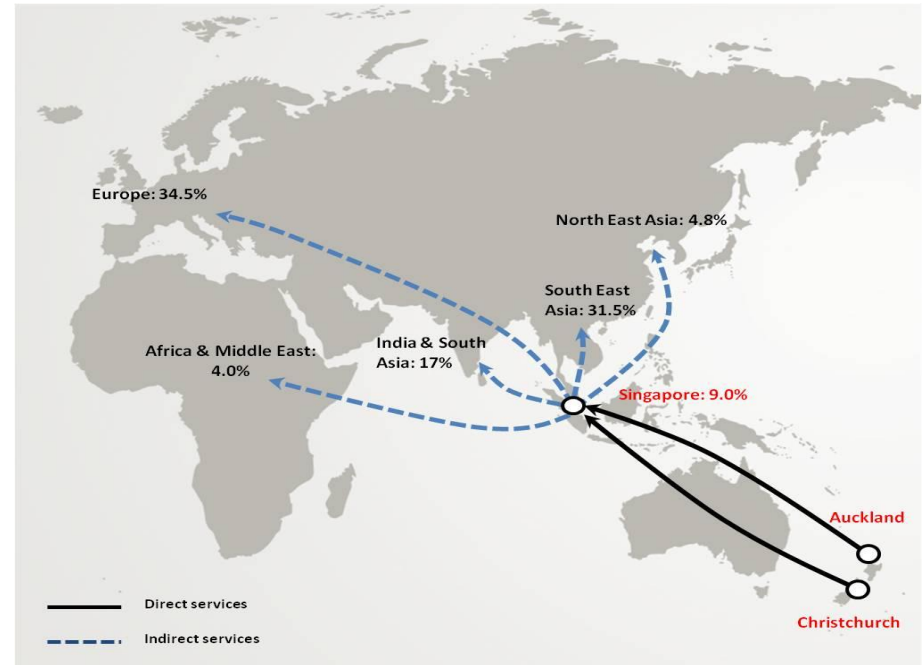 Europe: 34.5%
North East Asia: 4.8%
South East
Asia: 31.5%
India & South
Asia: 17%
Africa & Middle East:
4.0%
Singapore: 9.0%
Auckland
Christchurch
Direct services
Indirect services